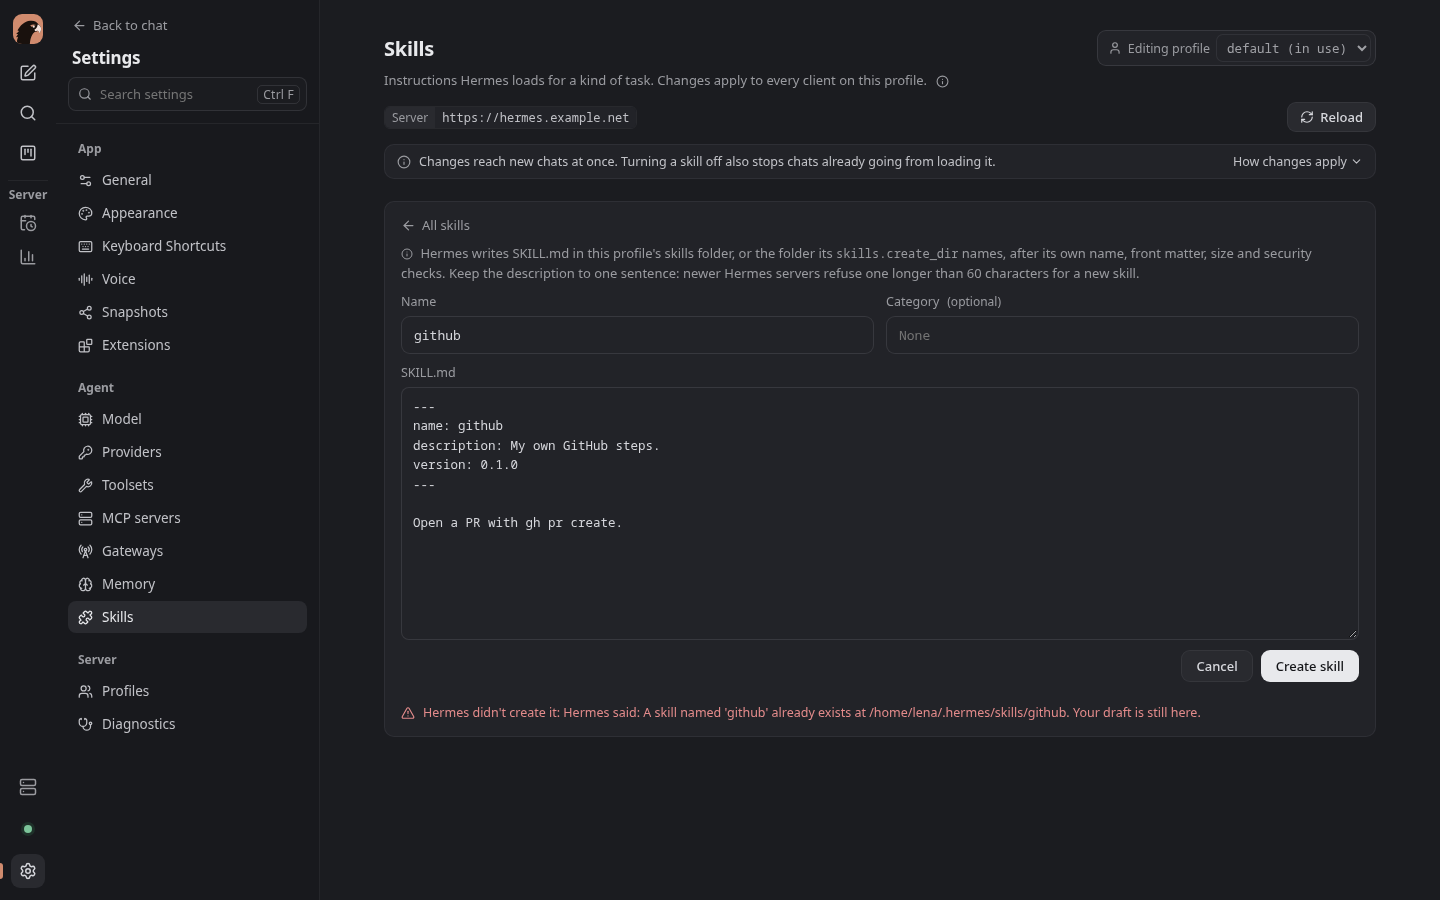 Back to chat
Settings
Search settings
Ctrl F
App
General
Appearance
Keyboard Shortcuts
Voice
Snapshots
Extensions
Agent
Model
Providers
Toolsets
MCP servers
Gateways
Memory
Skills
Server
Profiles
Diagnostics
Server
Skills
Editing profile
default (in use)
Instructions Hermes loads for a kind of task. Changes apply to every client on this profile.
Server
https://hermes.example.net
Reload
Changes reach new chats at once. Turning a skill off also stops chats already going from loading it.
How changes apply
All skills
Hermes writes SKILL.md in this profile's skills folder, or the folder its skills.create_dir names, after its own name, front matter, size and security
checks. Keep the description to one sentence: newer Hermes servers refuse one longer than 60 characters for a new skill.
Name
Category (optional)
github
None
SKILL.md
---
name: github
description: My own GitHub steps.
version: 0.1.0
---
Open a PR with gh pr create.
Cancel
Create skill
Hermes didn't create it: Hermes said: A skill named 'github' already exists at /home/lena/.hermes/skills/github. Your draft is still here.